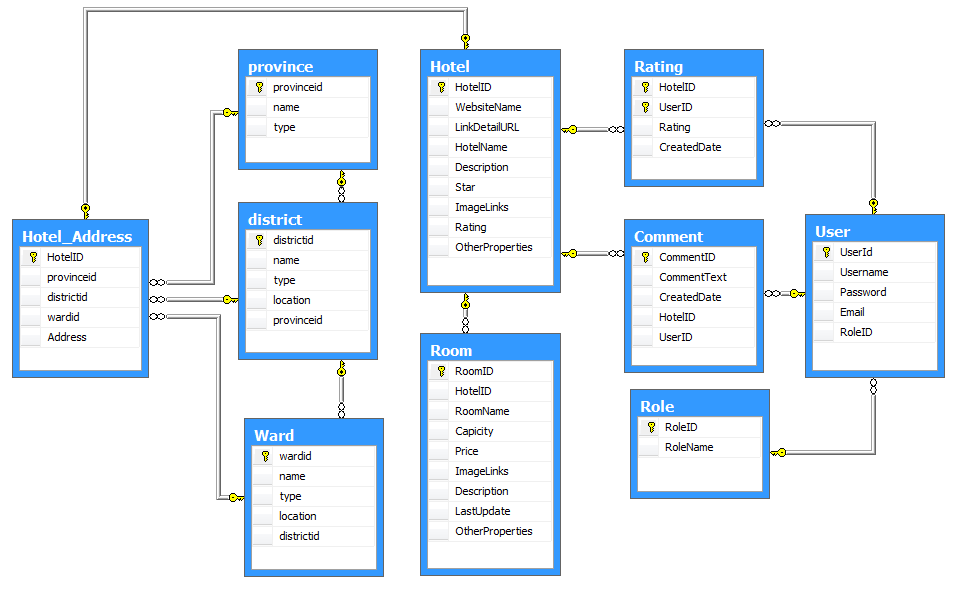 province
provinceid
name
type
Hotel
HotelID
WebsiteName
LinkDetailURL
HotelName
Description
Star
ImageLinks
Rating
OtherProperties
Rating
HotelID
UserID
Rating
CreatedDate
Hotel_Address
HotelID
provinceid
districtid
wardid
Address
district
districtid
name
type
location
provinceid
Comment
CommentID
CommentText
CreatedDate
HotelID
UserID
User
UserId
Username
Password
Email
RoleID
Ward
wardid
name
type
location
districtid
Room
RoomID
HotelID
RoomName
Capicity
Price
ImageLinks
Description
LastUpdate
OtherProperties
Role
RoleID
RoleName